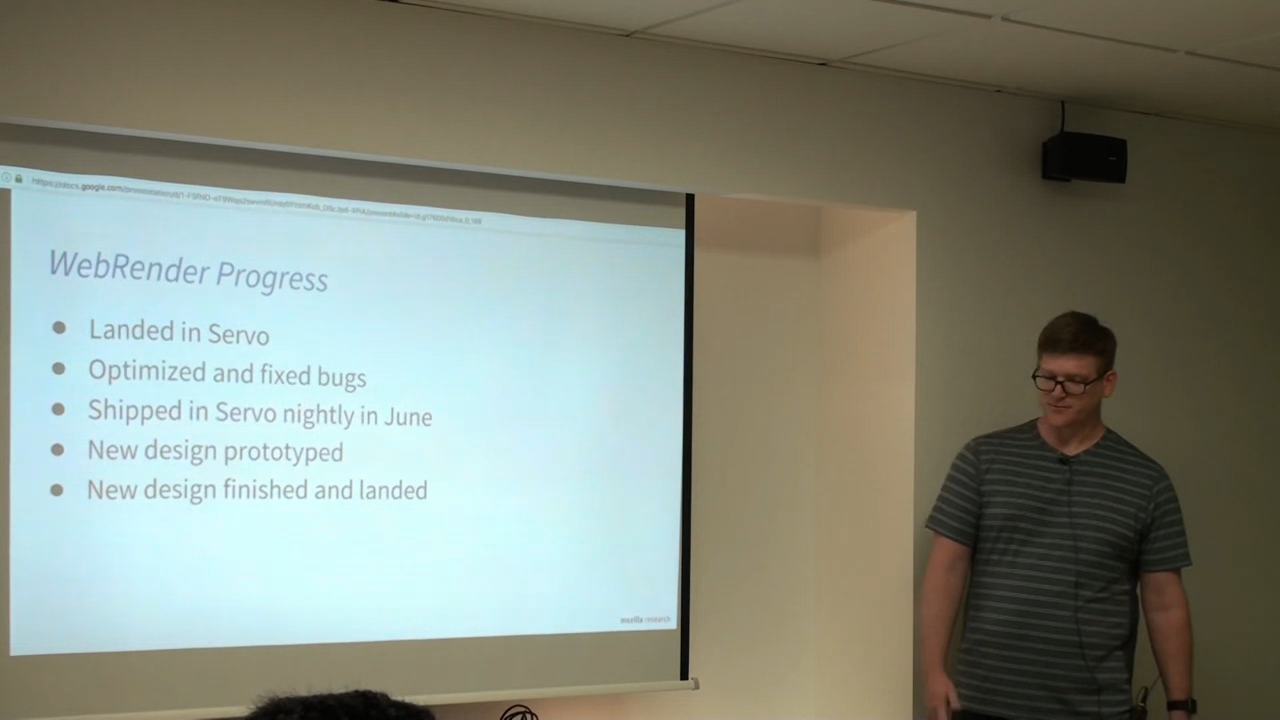 WebRender Progress
● Landed in Servo
● Optimized and fixed bugs
● Shipped in Servo nightly in June
● New design prototyped
● New design finished and landed
mozilla research